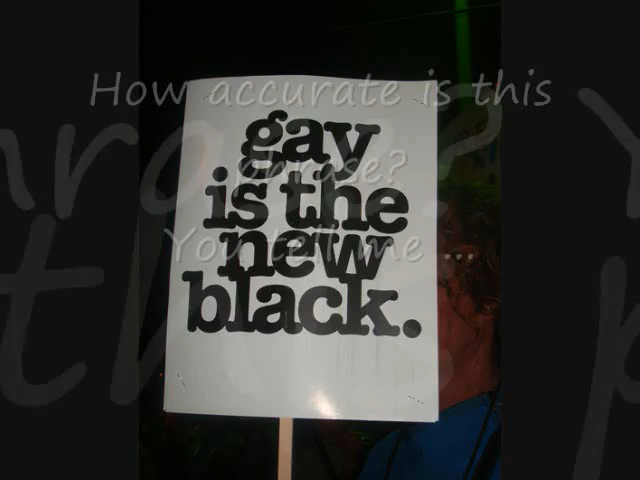 How accurate is this
phrase?
You tell me ...
gay
is the
new
black.